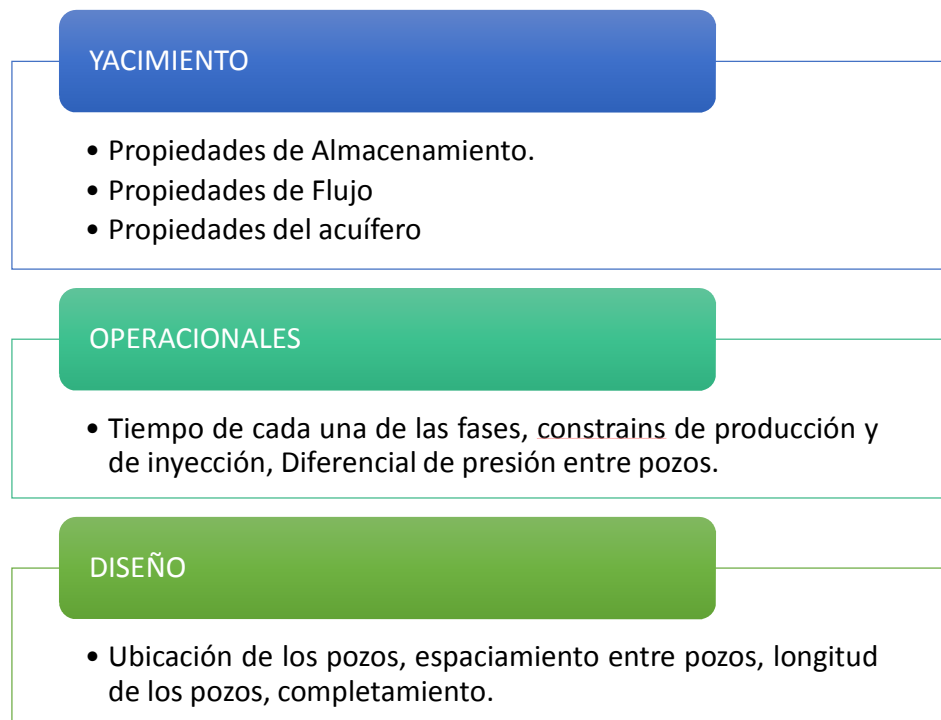 YACIMIENTO
• Propiedades de Almacenamiento.
• Propiedades de Flujo
• Propiedades del acuífero
OPERACIONALES
• Tiempo de cada una de las fases, constrains de producción y
de inyección, Diferencial de presión entre pozos.
DISEÑO
• Ubicación de los pozos, espaciamiento entre pozos, longitud
de los pozos, completamiento.